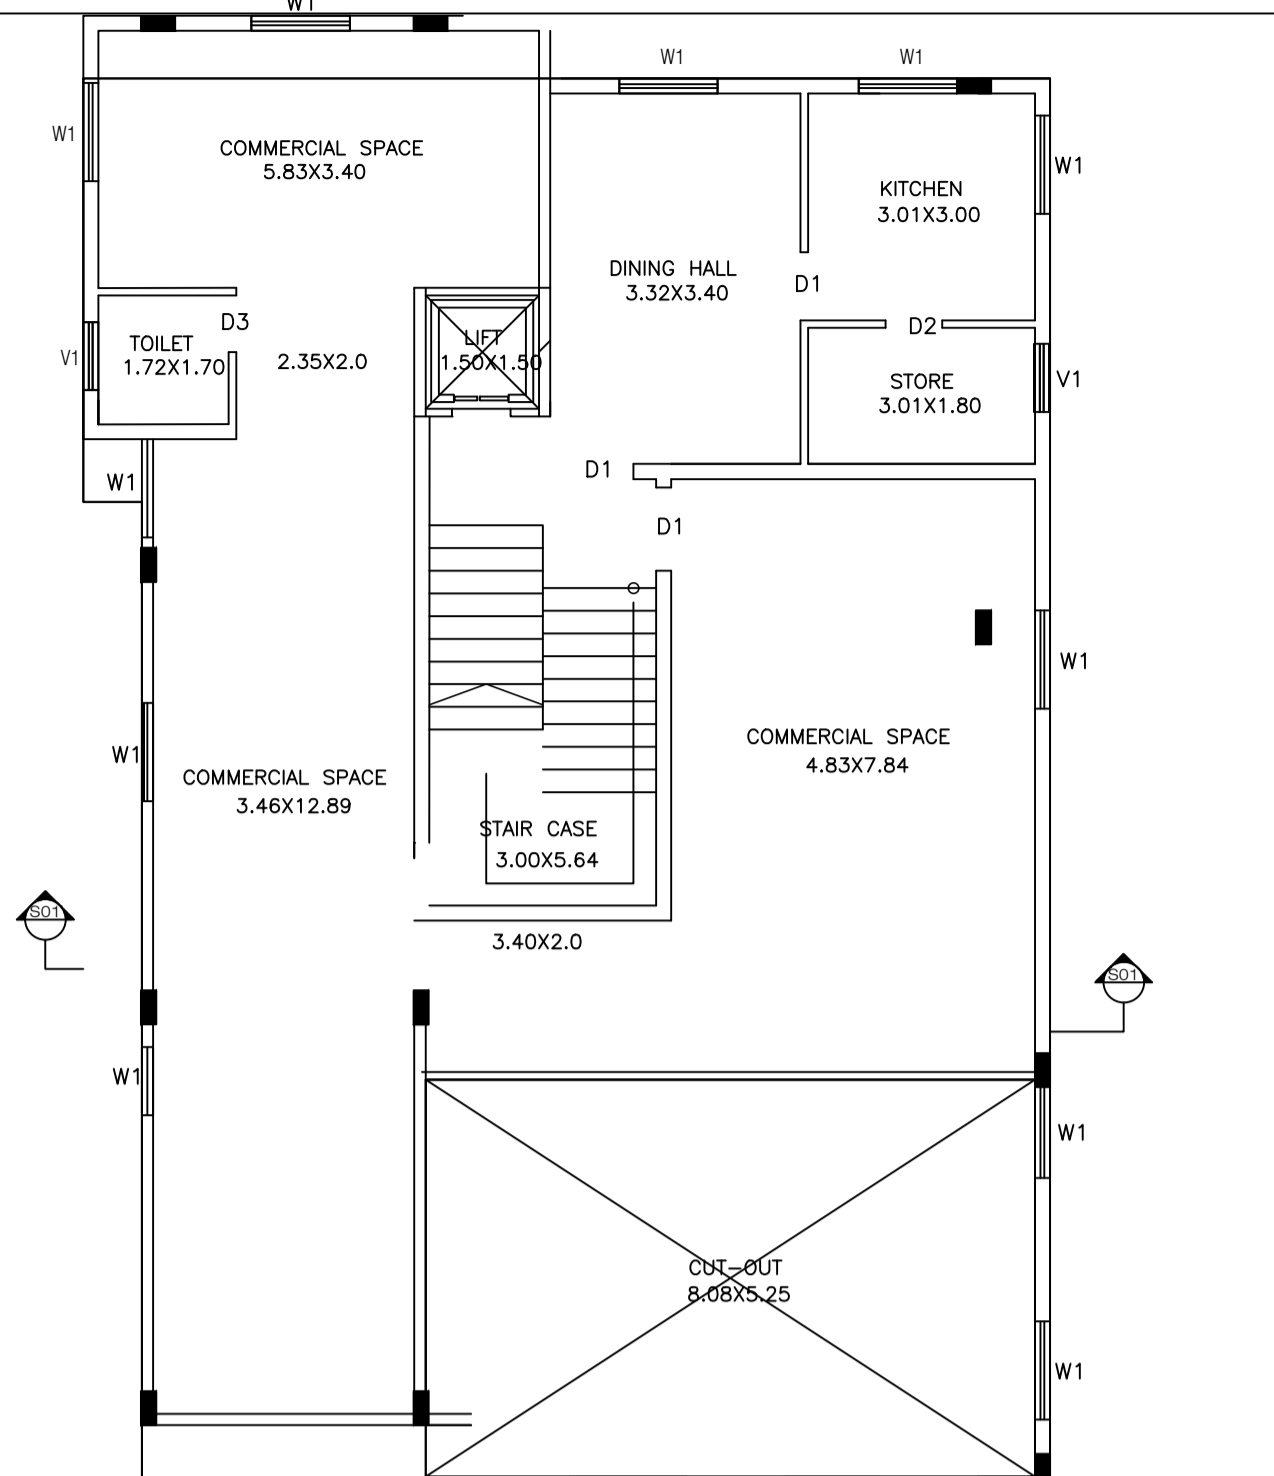 W1
W1
W1
W1
COMMERCIAL SPACE
5.83X3.40
W1
KITCHEN
3.01X3.00
DINING HALL
3.32X3.40
D1
D3
D2
TOILET
1.72X1.70
V1
2.35X2.0
LIFT
1.50X1.50
STORE
3.01X1.80
V1
D1
W1
D1
W1
COMMERCIAL SPACE
4.83X7.84
W1
COMMERCIAL SPACE
3.46X12.89
STAIR CASE
3.00X5.64
S01
3.40X2.0
S01
W1
W1
CUT-OUT
8.08X5.25
W1